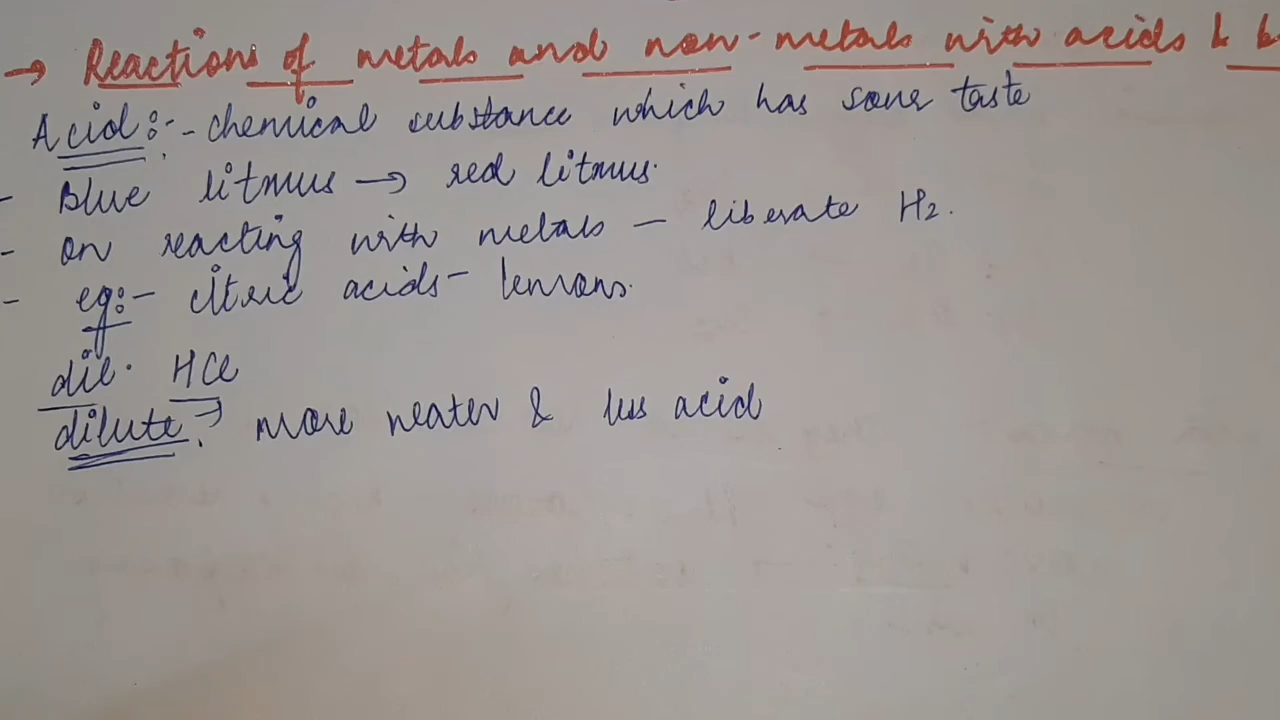 → Reactions of metals and non-metals with acids & b
Acid:- - chemical substance which has sour taste
- Blue litmus → red litmus.
- on reacting with metals - liberate H2.
- eg:- citric acids - lemons.
dil. HCl
dilute → more water & less acid